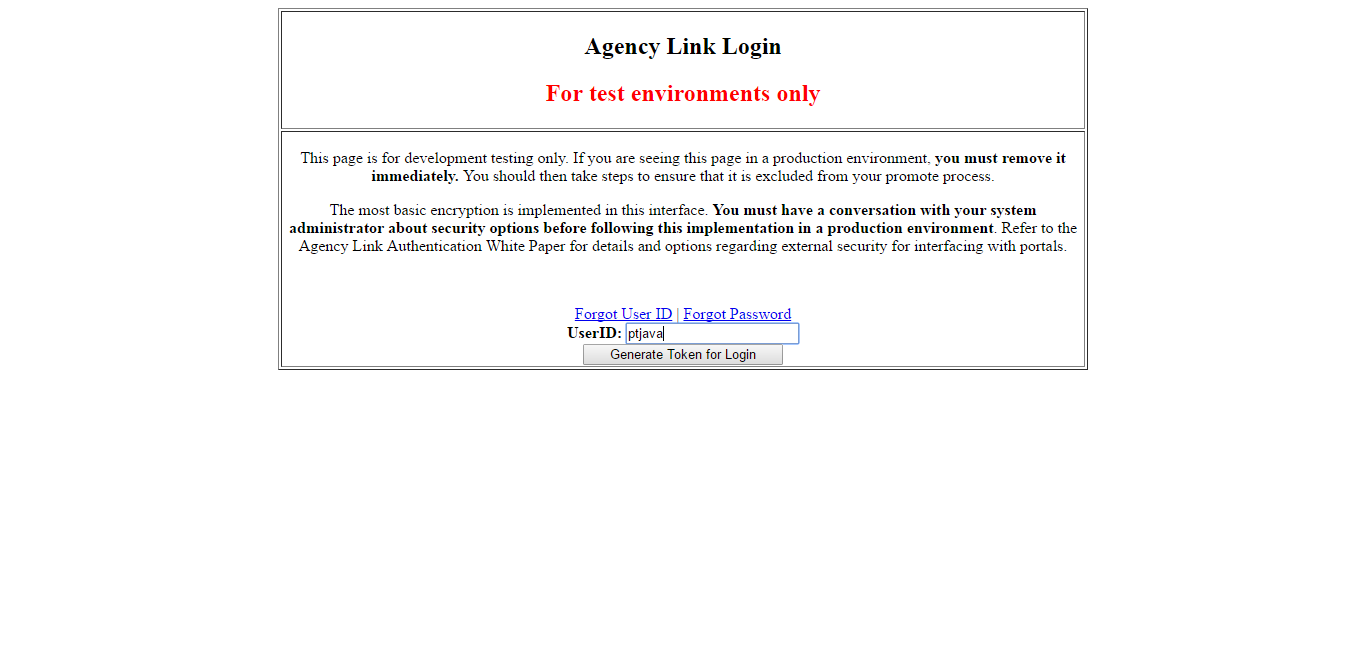 Agency Link Login
For test environments only
This page is for development testing only. If you are seeing this page in a production environment, you must remove it
immediately. You should then take steps to ensure that it is excluded from your promote process.
The most basic encryption is implemented in this interface. You must have a conversation with your system
administrator about security options before following this implementation in a production environment. Refer to the
Agency Link Authentication White Paper for details and options regarding external security for interfacing with portals.
Forgot User ID | Forgot Password
UserID: ptjava
Generate Token for Login